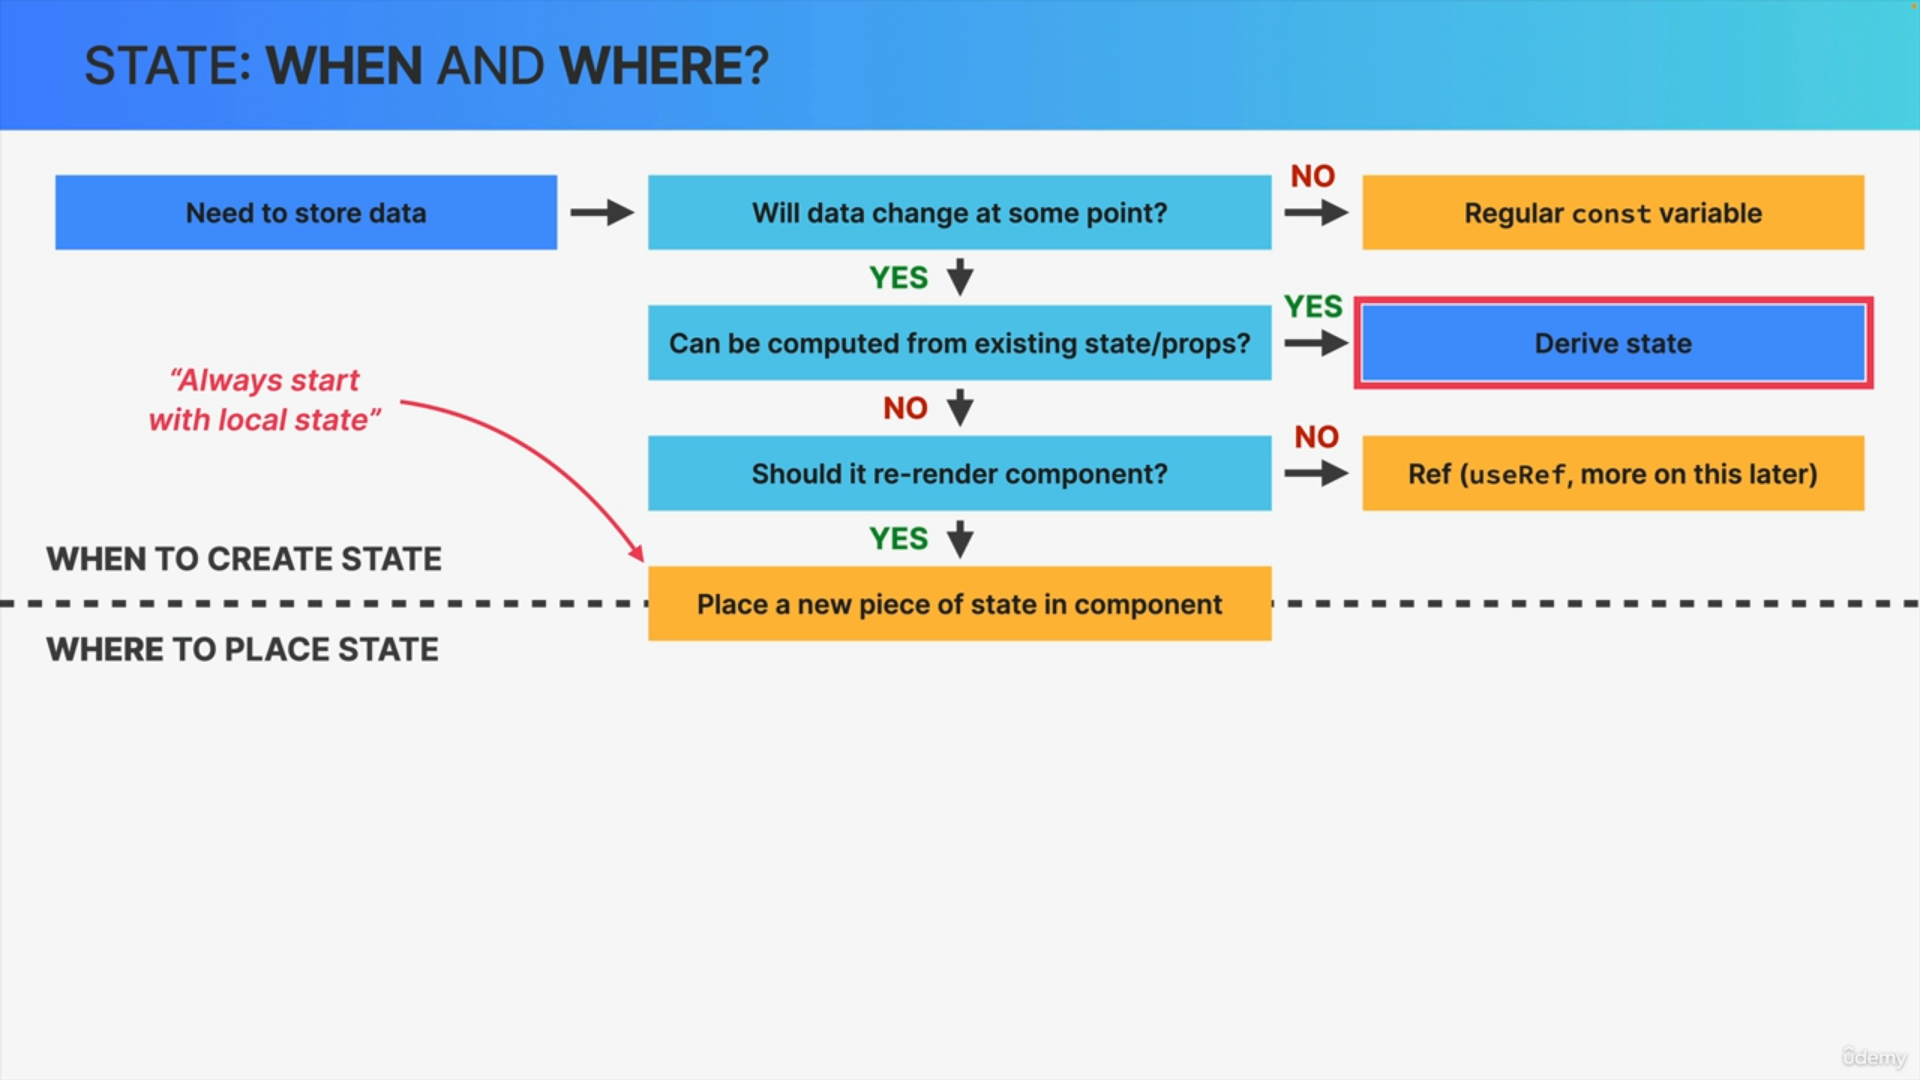 STATE: WHEN AND WHERE?
Need to store data
Will data change at some point?
NO
Regular const variable
YES
Can be computed from existing state/props?
YES
Derive state
“Always start
with local state”
NO
Should it re-render component?
NO
Ref (useRef, more on this later)
YES
WHEN TO CREATE STATE
Place a new piece of state in component
WHERE TO PLACE STATE
ûdemy